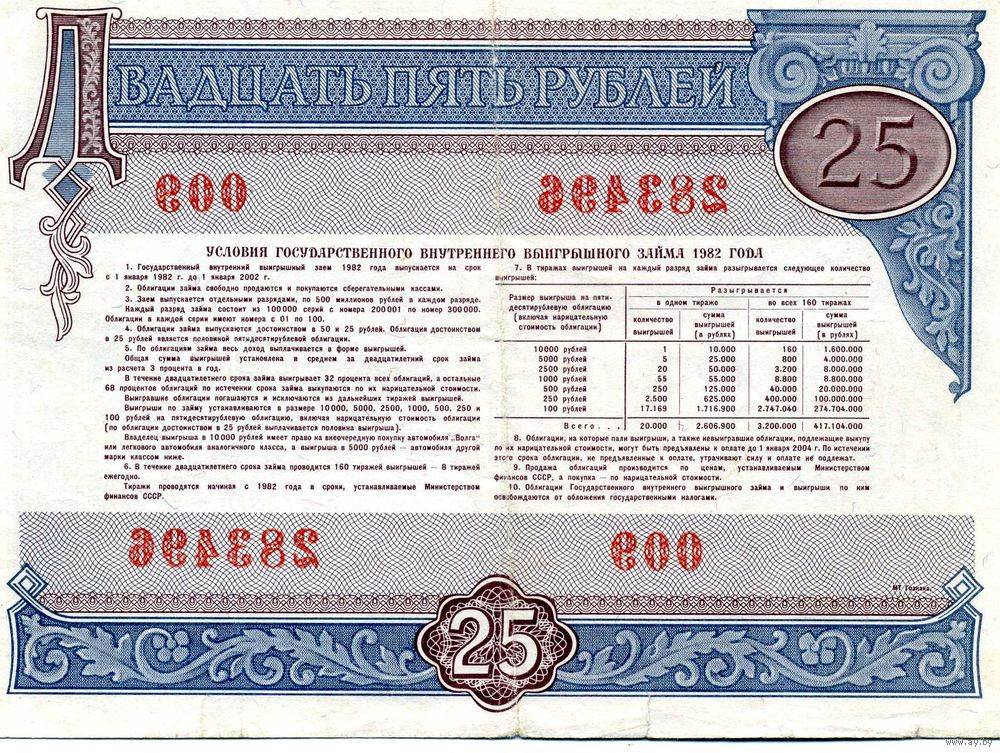 ДВАДЦАТЬ ПЯТЬ РУБЛЕЙ
25
009 283496
УСЛОВИЯ ГОСУДАРСТВЕННОГО ВНУТРЕННЕГО ВЫИГРЫШНОГО ЗАЙМА 1982 ГОДА
1. Государственный внутренний выигрышный заем 1982 года выпускается на срок
с 1 января 1982 г. до 1 января 2002 г.
2. Облигации займа свободно продаются и покупаются сберегательными кассами.
3. Заем выпускается отдельными разрядами, по 500 миллионов рублей в каждом разряде.
Каждый разряд займа состоит из 100 000 серий с номера 200 001 по номер 300 000.
Облигации в каждой серии имеют номера с 01 по 100.
4. Облигации займа выпускаются достоинством в 50 и 25 рублей. Облигация достоинством
в 25 рублей является половиной пятидесятирублевой облигации.
5. По облигациям займа весь доход выплачивается в форме выигрышей.
Общая сумма выигрышей установлена в среднем за двадцатилетний срок займа
из расчета 3 процента в год.
В течение двадцатилетнего срока займа выигрывает 32 процента всех облигаций, а остальные
68 процентов облигаций по истечении срока займа выкупаются по их нарицательной стоимости.
Выигравшие облигации погашаются и исключаются из дальнейших тиражей выигрышей.
Выигрыши по займу устанавливаются в размере 10 000, 5000, 2500, 1000, 500, 250 и
100 рублей на пятидесятирублевую облигацию, включая нарицательную стоимость облигации
(по облигации достоинством в 25 рублей выплачивается половина выигрыша).
Владелец выигрыша в 10 000 рублей имеет право на внеочередную покупку автомобиля „Волга"
или легкового автомобиля аналогичного класса, а выигрыша в 5000 рублей — автомобиля другой
марки классом ниже.
6. В течение двадцатилетнего срока займа проводится 160 тиражей выигрышей — 8 тиражей
ежегодно.
Тиражи проводятся начиная с 1982 года в сроки, устанавливаемые Министерством
финансов СССР.
7. В тиражах выигрышей на каждый разряд займа разыгрывается следующее количество
выигрышей:
Размер выигрыша на пяти-
десятирублевую облигацию
(включая нарицательную
стоимость облигации)
Разыгрывается
в одном тираже во всех 160 тиражах
количество выигрышей сумма выигрышей (в рублях) количество выигрышей сумма выигрышей (в рублях)
10000 рублей 1 10.000 160 1.600.000
5000 рублей 5 25.000 800 4.000.000
2500 рублей 20 50.000 3.200 8.000.000
1000 рублей 55 55.000 8.800 8.800.000
500 рублей 250 125.000 40.000 20.000.000
250 рублей 2.500 625.000 400.000 100.000.000
100 рублей 17.169 1.716.900 2.747.040 274.704.000
Всего... 20.000 2.606.900 3.200.000 417.104.000
8. Облигации, на которые пали выигрыши, а также невыигравшие облигации, подлежащие выкупу
по их нарицательной стоимости, могут быть предъявлены к оплате до 1 января 2004 г. По истечении
этого срока облигации, не предъявленные к оплате, утрачивают силу и оплате не подлежат.
9. Продажа облигаций производится по ценам, устанавливаемым Министерством
финансов СССР, а покупка — по нарицательной стоимости.
10. Облигации Государственного внутреннего выигрышного займа и выигрыши по ним
освобождаются от обложения государственными налогами.
283496 009
МТ Гознака.
25
www.ay.by